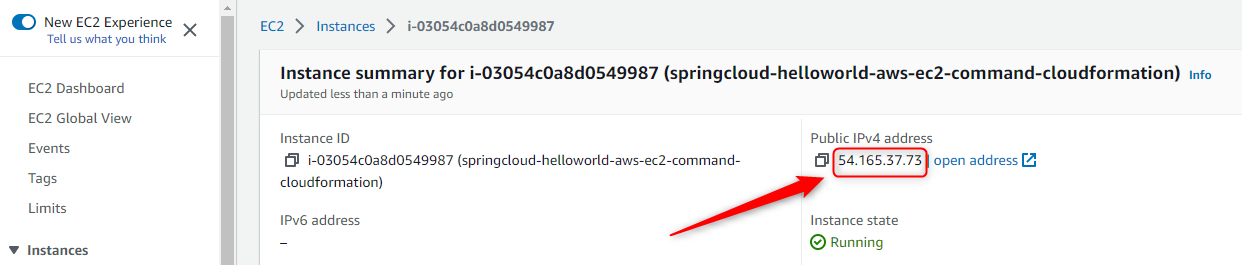 New EC2 Experience
Tell us what you think
EC2 Dashboard
EC2 Global View
Events
Tags
Limits
Instances
EC2 > Instances > i-03054c0a8d0549987
Instance summary for i-03054c0a8d0549987 (springcloud-helloworld-aws-ec2-command-cloudformation) Info
Updated less than a minute ago
Instance ID
i-03054c0a8d0549987 (springcloud-helloworld-aws-ec2-command-
cloudformation)
IPv6 address
–
Public IPv4 address
54.165.37.73 | open address
Instance state
Running